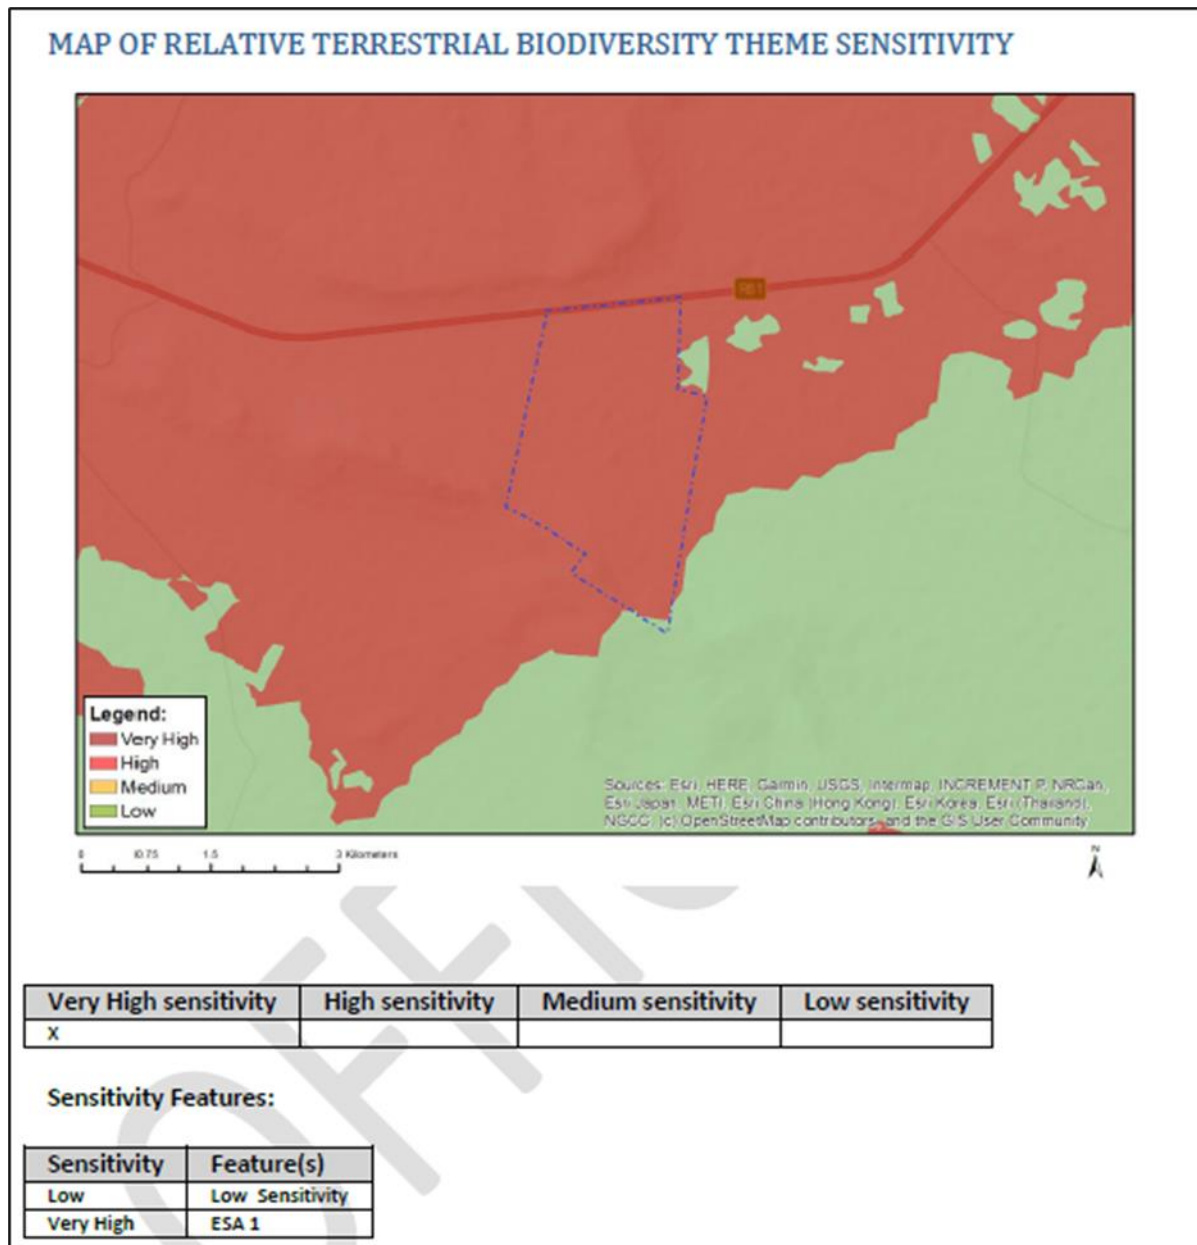 MAP OF RELATIVE TERRESTRIAL BIODIVERSITY THEME SENSITIVITY
R61
Legend:
Very High
High
Medium
Low
Sources: Esri, HERE, Garmin, USGS, Intermap, INCREMENT P, NRCan,
Esri Japan, METI, Esri China (Hong Kong), Esri Korea, Esri (Thailand),
NGCC, (c) OpenStreetMap contributors, and the GIS User Community
0 0.75 1.5 3 Kilometers
N
Very High sensitivity High sensitivity Medium sensitivity Low sensitivity
X
Sensitivity Features:
Sensitivity Feature(s)
Low Low Sensitivity
Very High ESA 1